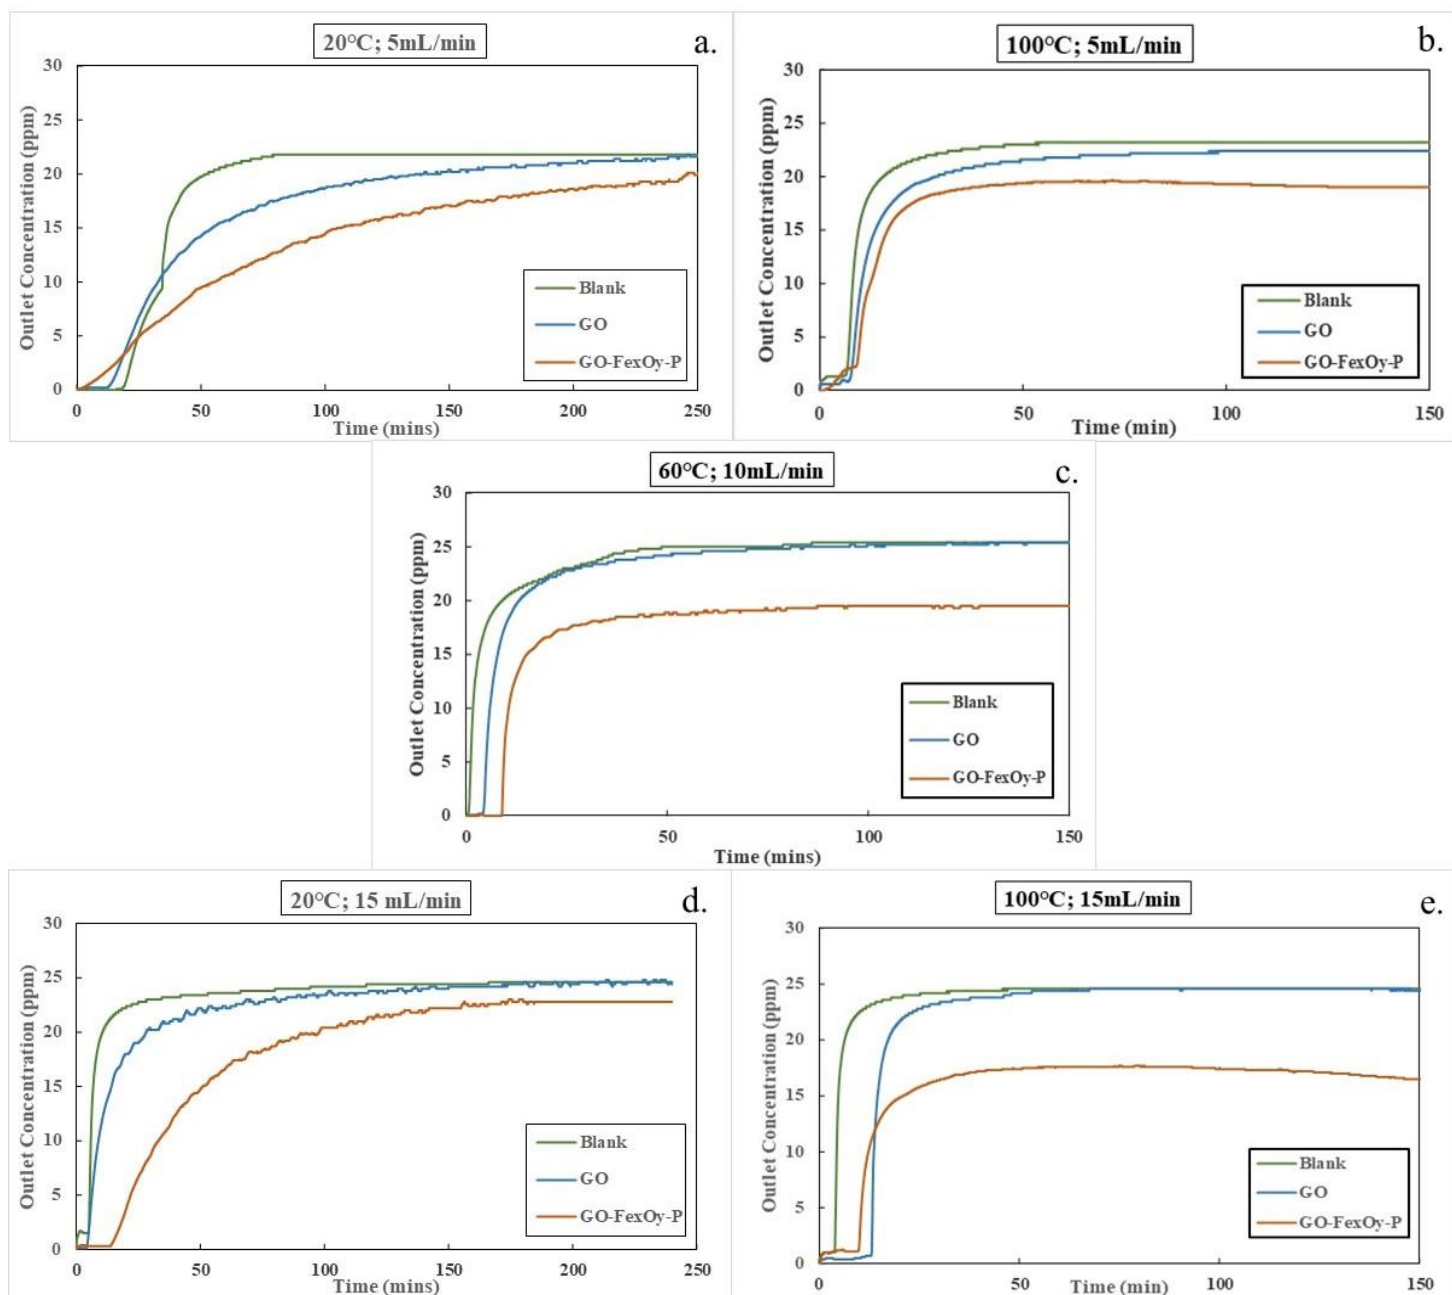 20°C; 5mL/min
a.
Outlet Concentration (ppm)
30
25
20
15
10
5
0
Blank
GO
GO-FexOy-P
0 50 100 150 200 250
Time (mins)
100°C; 5mL/min
b.
Outlet Concentration (ppm)
30
25
20
15
10
5
0
Blank
GO
GO-FexOy-P
0 50 100 150
Time (min)
60°C; 10mL/min
c.
Outlet Concentration (ppm)
30
25
20
15
10
5
0
Blank
GO
GO-FexOy-P
0 50 100 150
Time (mins)
20°C; 15 mL/min
d.
Outlet Concentration (ppm)
30
25
20
15
10
5
0
Blank
GO
GO-FexOy-P
0 50 100 150 200 250
Time (mins)
100°C; 15mL/min
e.
Outlet Concentration (ppm)
30
25
20
15
10
5
0
Blank
GO
GO-FexOy-P
0 50 100 150
Time (min)